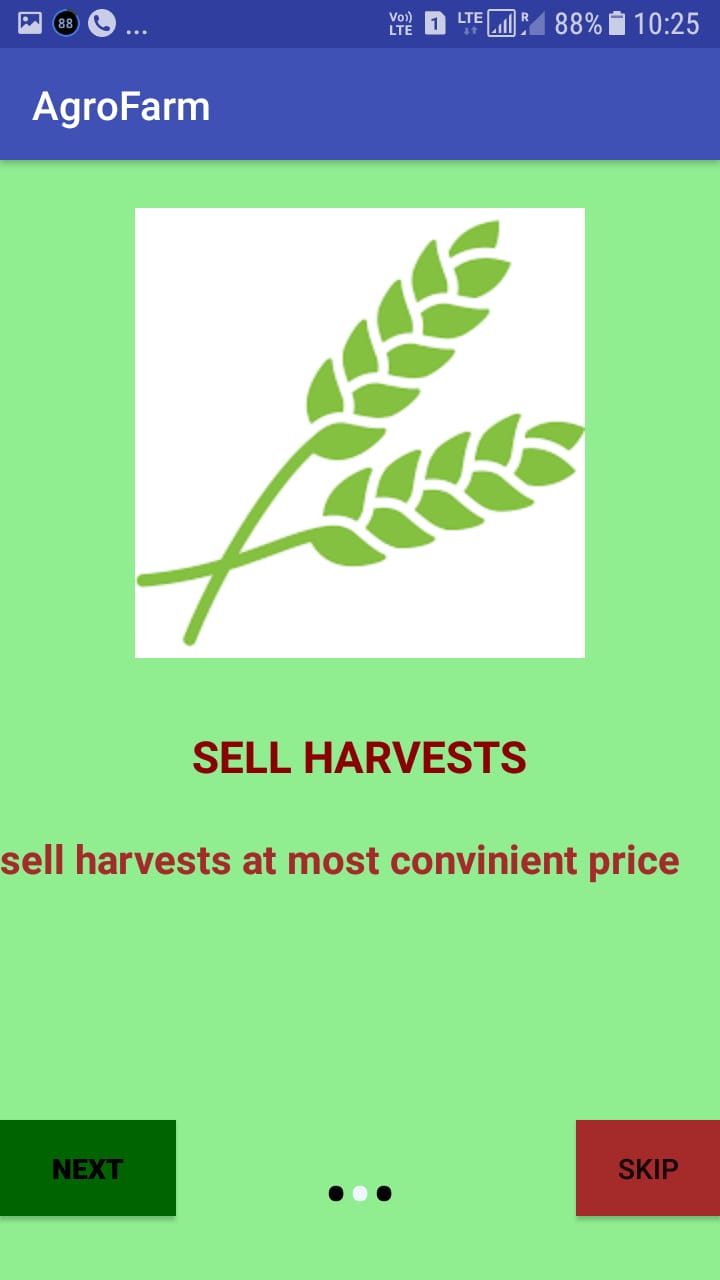 88 ... Vo)) LTE 1 LTE R 88% 10:25
AgroFarm
SELL HARVESTS
sell harvests at most convinient price
NEXT
SKIP